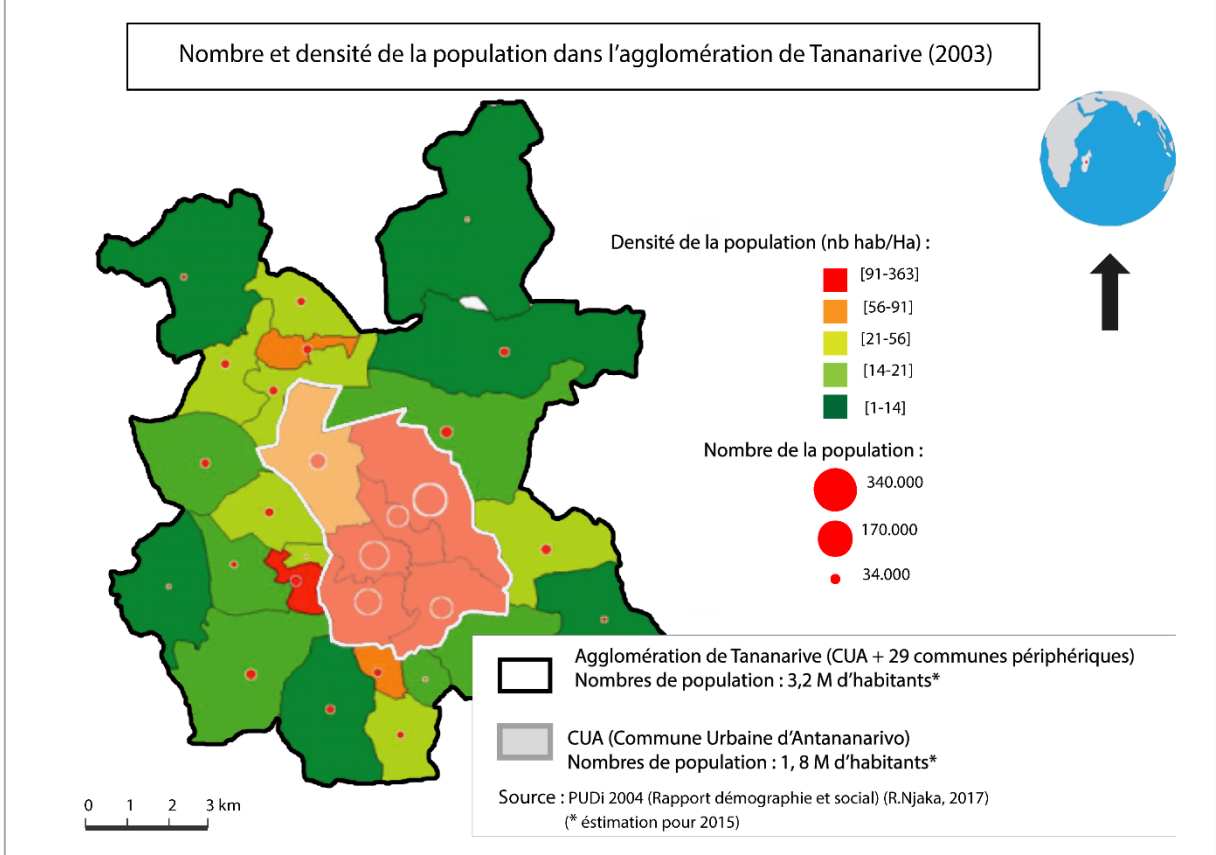 Nombre et densité de la population dans l'agglomération de Tananarive (2003)
Densité de la population (nb hab/Ha) :
[91-363]
[56-91]
[21-56]
[14-21]
[1-14]
Nombre de la population :
340.000
170.000
34.000
Agglomération de Tananarive (CUA + 29 communes périphériques)
Nombres de population : 3,2 M d'habitants*
CUA (Commune Urbaine d'Antananarivo)
Nombres de population : 1, 8 M d'habitants*
Source : PUDi 2004 (Rapport démographie et social) (R.Njaka, 2017)
(* éstimation pour 2015)
0 1 2 3 km